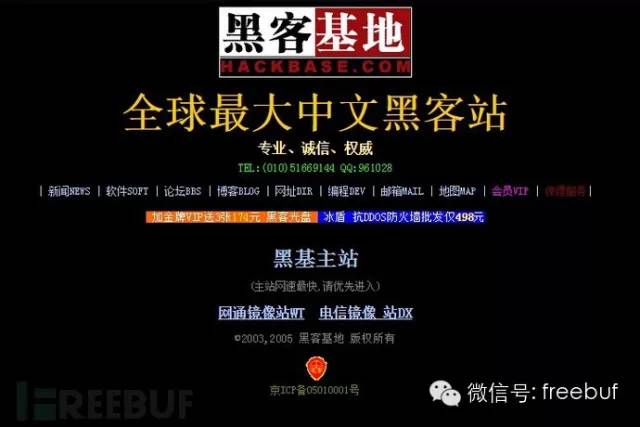 黑客基地
HACKBASE.COM
全球最大中文黑客站
专业、诚信、权威
TEL:(010)51669144 QQ:961028
| 新闻NEWS | 软件SOFT | 论坛BBS | 博客BLOG | 网址DIR | 编程DEV | 邮箱MAIL | 地图MAP | 会员VIP |
加金牌VIP送3张174元 黑客光盘 冰盾 抗DDOS防火墙批发仅498元
黑基主站
(主站网速最快,请优先进入)
网通镜像站WT 电信镜像 站DX
©2003,2005 黑客基地 版权所有
京ICP备05010001号
FREEBUF
微信号: freebuf